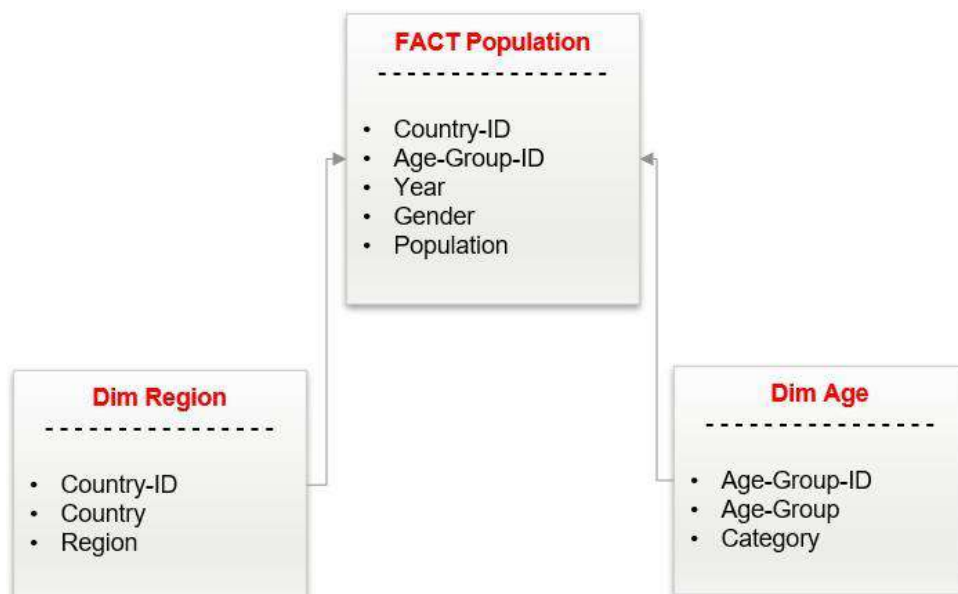 FACT Population
• Country-ID
• Age-Group-ID
• Year
• Gender
• Population
Dim Region
• Country-ID
• Country
• Region
Dim Age
• Age-Group-ID
• Age-Group
• Category